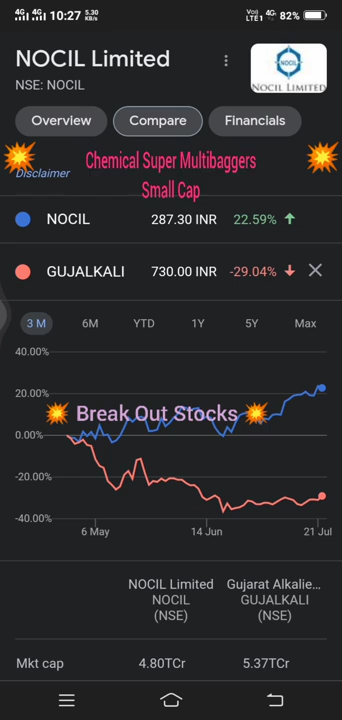 4G 4G 10:27 5.30 KB/s VoLTE1 4G 82%
NOCIL Limited
NOCIL
NOCIL LIMITED
NSE: NOCIL
Overview Compare Financials
💥 Chemical Super Multibaggers 💥
Disclaimer
Small Cap
NOCIL 287.30 INR 22.59% ↑
GUJALKALI 730.00 INR -29.04% ↓ ✕
3 M 6M YTD 1Y 5Y Max
40.00%
20.00%
💥 Break Out Stocks 💥
0.00%
-20.00%
-40.00%
6 May 14 Jun 21 Jul
NOCIL Limited Gujarat Alkalie...
NOCIL GUJALKALI
(NSE) (NSE)
Mkt cap 4.80TCr 5.37TCr